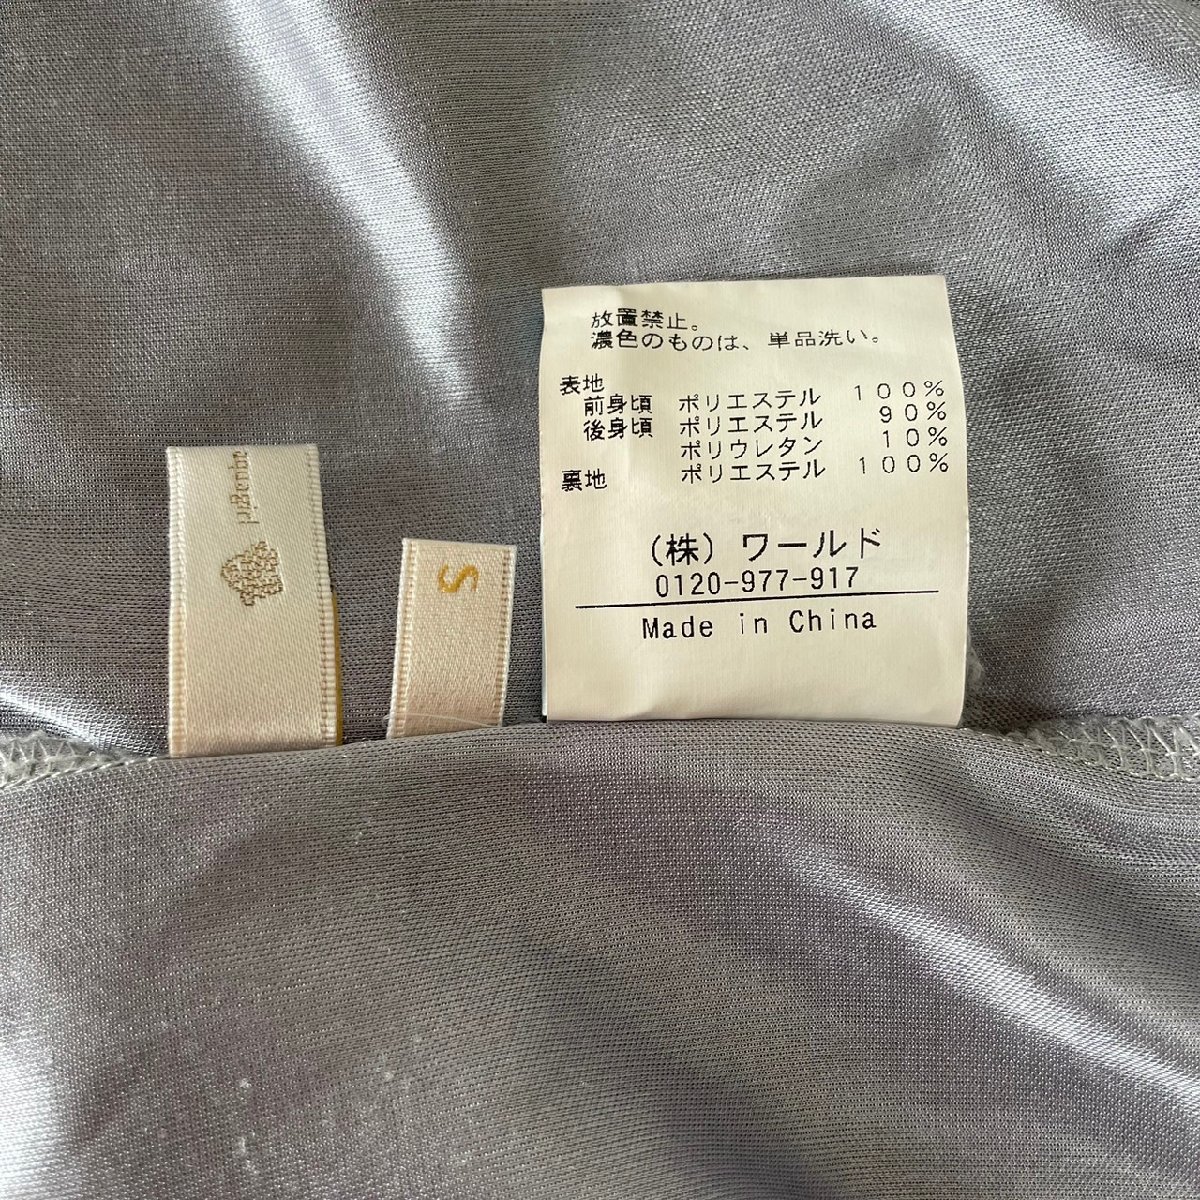 放置禁止。
濃色のものは、単品洗い。
表地
前身頃 ポリエステル 100%
後身頃 ポリエステル 90%
ポリウレタン 10%
裏地 ポリエステル 100%
(株) ワールド
0120-977-917
Made in China
S